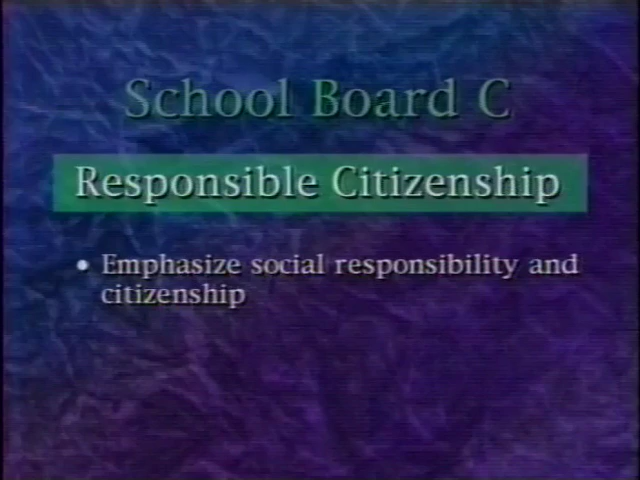 School Board C
Responsible Citizenship
• Emphasize social responsibility and
citizenship